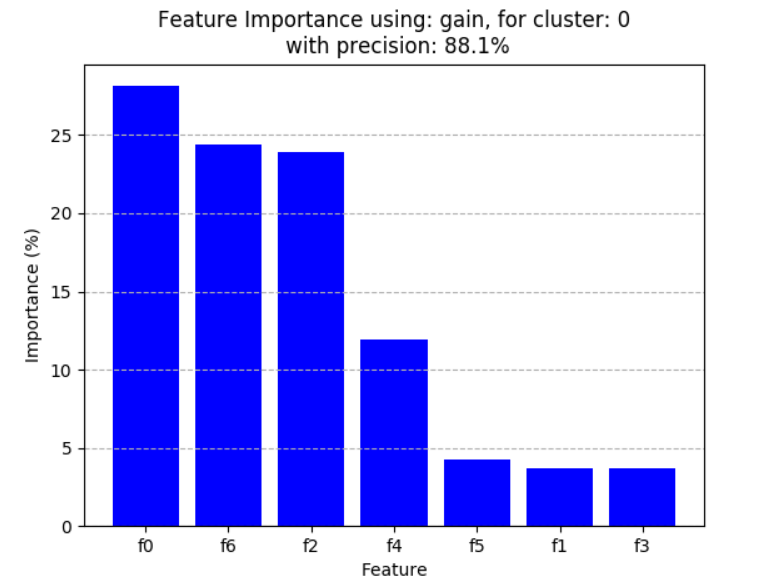 Feature Importance using: gain, for cluster: 0
with precision: 88.1%
Importance (%)
25
20
15
10
5
0
f0 f6 f2 f4 f5 f1 f3
Feature